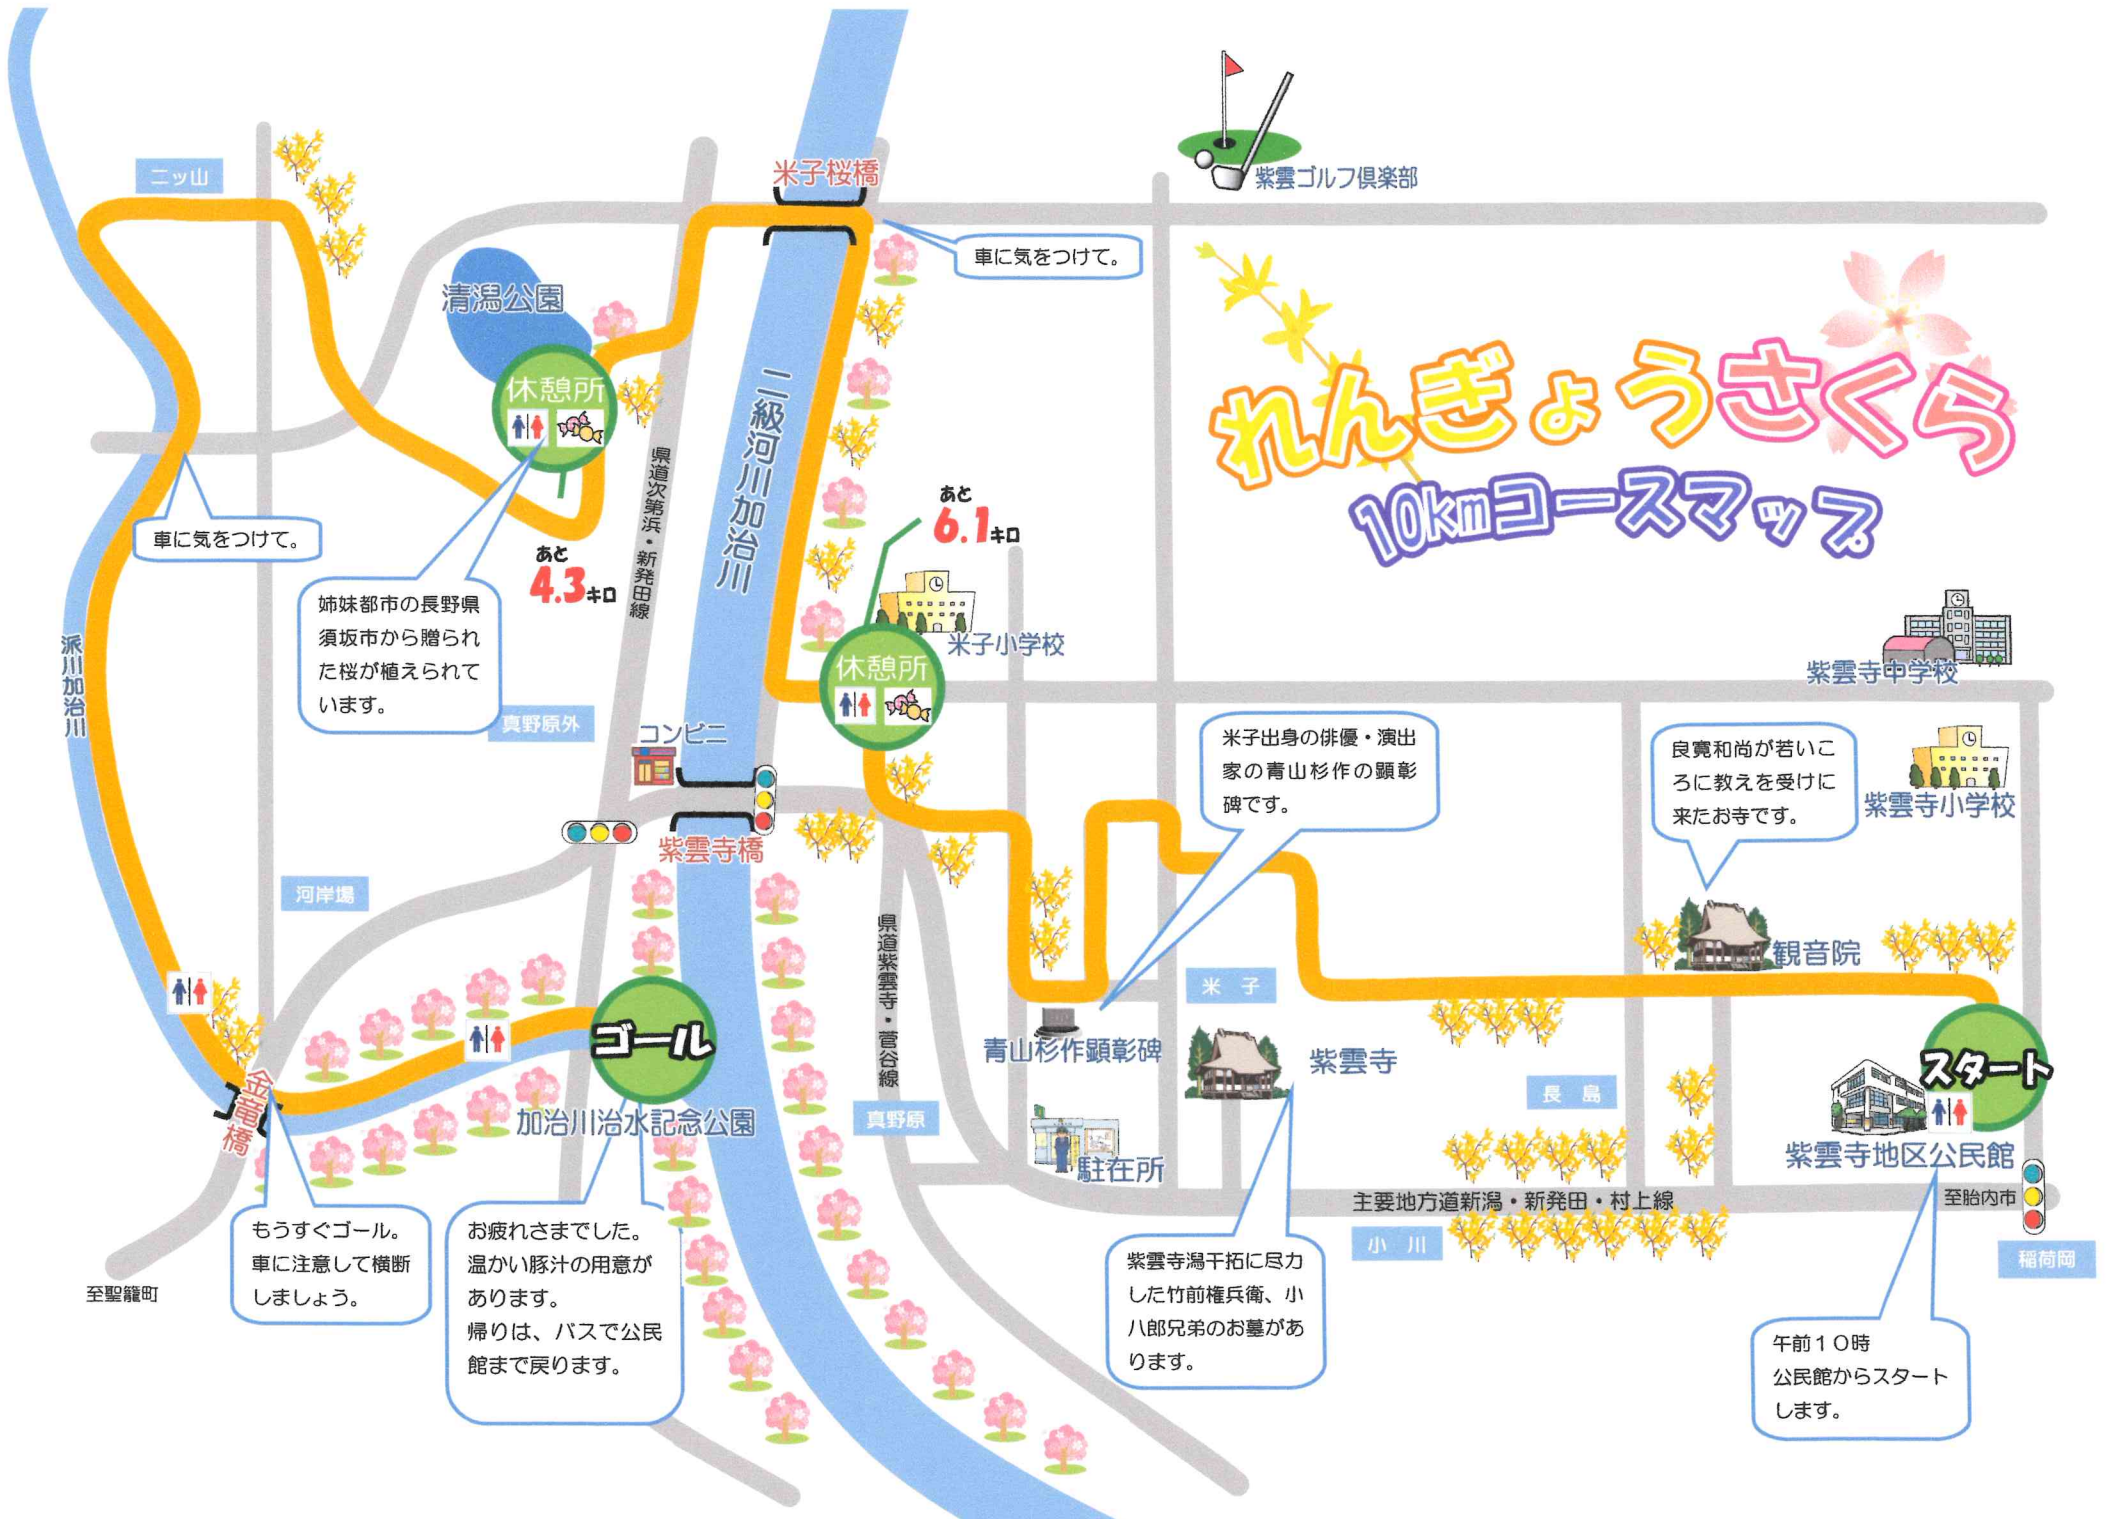 れんぎょうさくら
10kmコースマップ
紫雲ゴルフ倶楽部
米子桜橋
車に気をつけて。
二ッ山
清潟公園
休憩所
あと
4.3キロ
車に気をつけて。
姉妹都市の長野県
須坂市から贈られ
た桜が植えられて
います。
県道次第浜・新発田線
二級河川加治川
あと
6.1キロ
米子小学校
休憩所
紫雲寺中学校
紫雲寺小学校
派川加治川
真野原外
コンビニ
紫雲寺橋
米子出身の俳優・演出
家の青山杉作の顕彰
碑です。
良寛和尚が若いこ
ろに教えを受けに
来たお寺です。
観音院
河岸場
県道紫雲寺・菅谷線
米 子
青山杉作顕彰碑
紫雲寺
長 島
スタート
紫雲寺地区公民館
ゴール
加治川治水記念公園
金竜橋
真野原
駐在所
主要地方道新潟・新発田・村上線
至胎内市
小 川
稲荷岡
至聖籠町
もうすぐゴール。
車に注意して横断
しましょう。
お疲れさまでした。
温かい豚汁の用意が
あります。
帰りは、バスで公民
館まで戻ります。
紫雲寺潟干拓に尽力
した竹前権兵衛、小
八郎兄弟のお墓があ
ります。
午前10時
公民館からスタート
します。